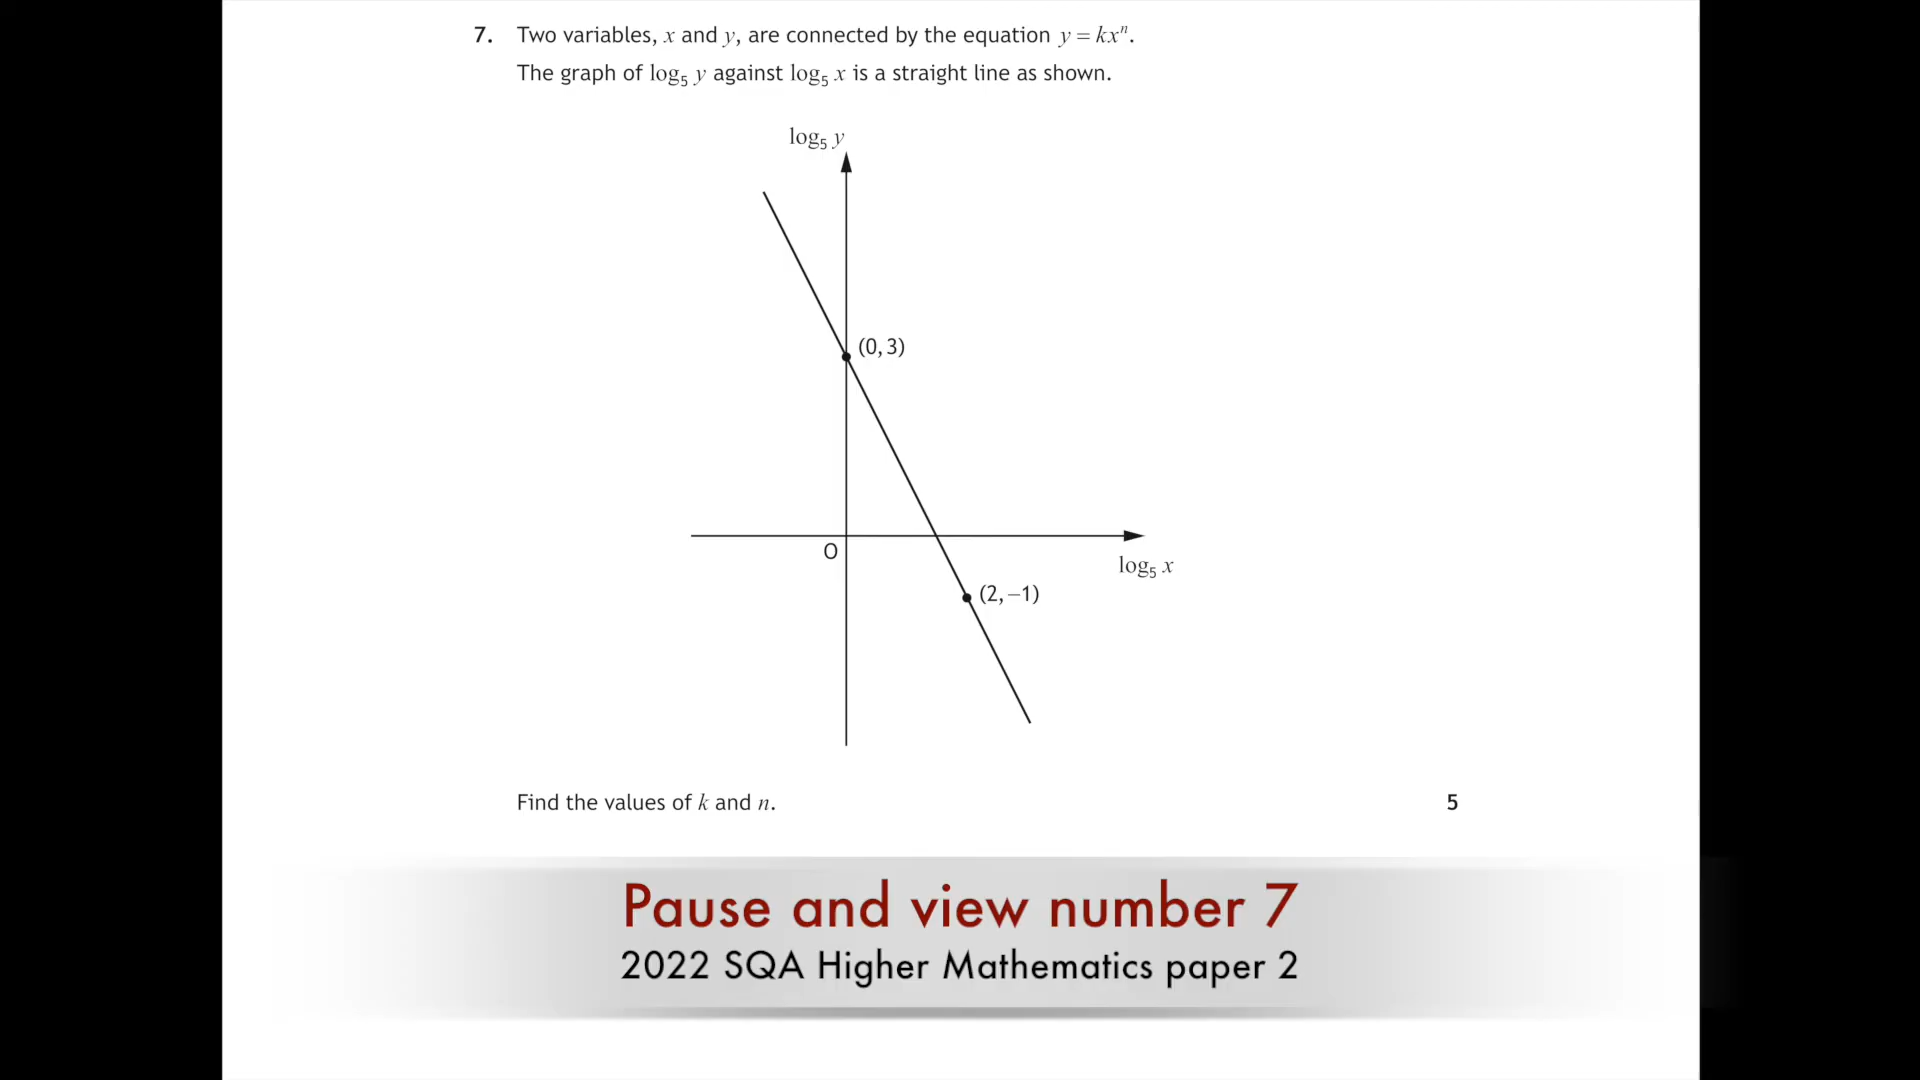 7. Two variables, x and y, are connected by the equation y = kxⁿ.
The graph of log₅ y against log₅ x is a straight line as shown.
log₅ y
(0, 3)
O
log₅ x
(2, −1)
Find the values of k and n.
5
Pause and view number 7
2022 SQA Higher Mathematics paper 2